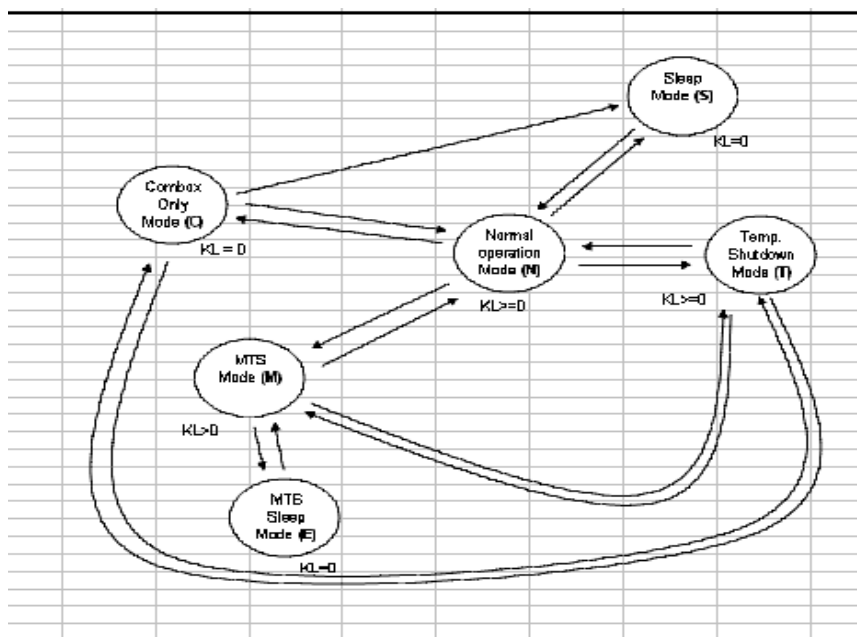 Sleep
Mode (S)
KL=0
Combox
Only
Mode (C)
KL = 0
Normal
operation
Mode (N)
KL>=0
Temp.
Shutdown
Mode (T)
KL>=0
MTS
Mode (M)
KL>0
MTS
Sleep
Mode (E)
KL=0